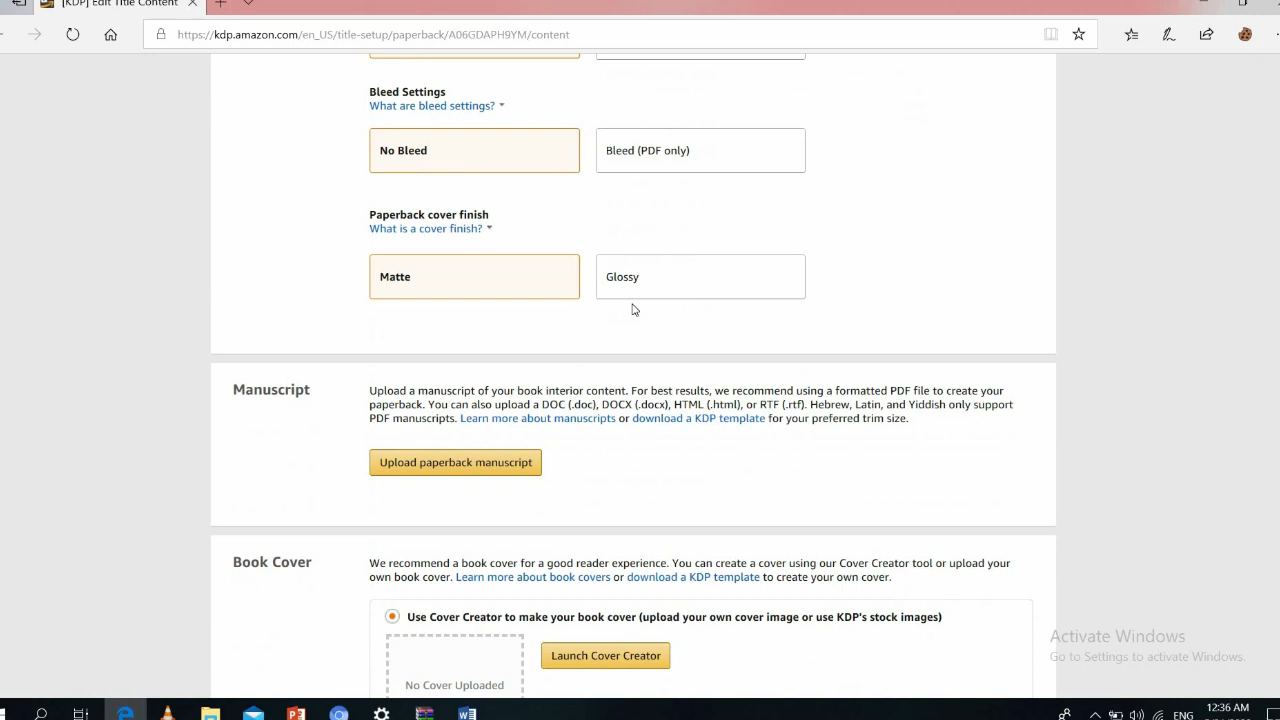 [KDP] Edit Title Content
https://kdp.amazon.com/en_US/title-setup/paperback/A06GDAPH9YM/content
Bleed Settings
What are bleed settings?
No Bleed
Bleed (PDF only)
Paperback cover finish
What is a cover finish?
Matte
Glossy
Manuscript
Upload a manuscript of your book interior content. For best results, we recommend using a formatted PDF file to create your
paperback. You can also upload a DOC (.doc), DOCX (.docx), HTML (.html), or RTF (.rtf). Hebrew, Latin, and Yiddish only support
PDF manuscripts. Learn more about manuscripts or download a KDP template for your preferred trim size.
Upload paperback manuscript
Book Cover
We recommend a book cover for a good reader experience. You can create a cover using our Cover Creator tool or upload your
own book cover. Learn more about book covers or download a KDP template to create your own cover.
Use Cover Creator to make your book cover (upload your own cover image or use KDP's stock images)
Launch Cover Creator
No Cover Uploaded
Activate Windows
Go to Settings to activate Windows.
12:36 AM
ENG